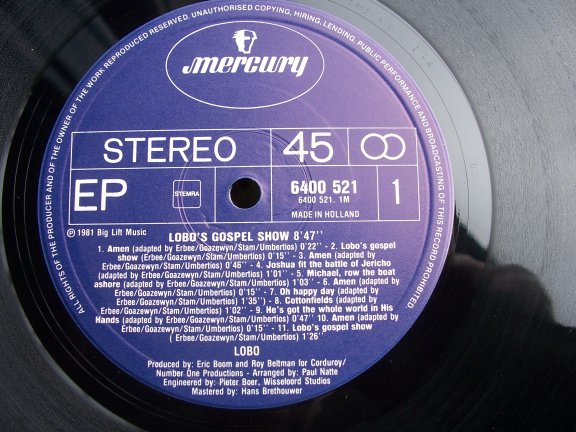 ALL RIGHTS OF THE PRODUCER AND OF THE OWNER OF THE WORK REPRODUCED RESERVED. UNAUTHORISED COPYING, HIRING, LENDING, PUBLIC PERFORMANCE AND BROADCASTING OF THIS RECORD PROHIBITED.
mercury
STEREO 45
EP STEMRA 6400 521 1
6400 521. 1M
MADE IN HOLLAND
℗ 1981 Big Lift Music LOBO'S GOSPEL SHOW 8'47"
1. Amen (adapted by Erbee/Goazewyn/Stam/Umbertios) 0'22'' - 2. Lobo's gospel
show (Erbee/Goazewyn/Stam/Umbertios) 0'15'' - 3. Amen (adapted by
Erbee/Goazewyn/Stam/Umbertios) 0'46'' - 4. Joshua fit the battle of Jericho
(adapted by Erbee/Goazewyn/Stam/Umbertios) 1'01'' - 5. Michael, row the boat
ashore (adapted by Erbee/Goazewyn/Stam/Umbertios) 1'03'' - 6. Amen (adapted by
Erbee/Goazewyn/Stam/Umbertios) 0'15'' - 7. Oh happy day (adapted by
Erbee/Goazewyn/Stam/Umbertios) 1'35'') - 8. Cottonfields (adapted by
Erbee/Goazewyn/Stam/Umbertios) 1'02'' - 9. He's got the whole world in His
Hands (adapted by Erbee/Goazewyn/Stam/Umbertios) 0'47'' 10. Amen (adapted by
Erbee/Goazewyn/Stam/Umbertios) 0'15'' - 11. Lobo's gospel show
( Erbee/Goazewyn/Stam/Umbertios) 1'26''
LOBO
Produced by: Eric Boom and Roy Beltman for Corduroy/
Number One Productions - Arranged by: Paul Natte
Engineered by: Pieter Boer, Wisseloord Studios
Mastered by: Hans Brethouwer